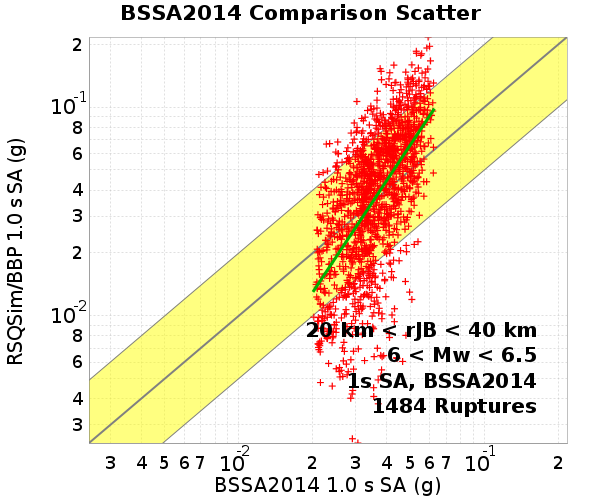 BSSA2014 Comparison Scatter
RSQSim/BBP 1.0 s SA (g)
2
10-1
8
6
4
3
2
10-2
8
6
4
3
20 km < rJB < 40 km
6 < Mw < 6.5
1s SA, BSSA2014
1484 Ruptures
3 4 5 6 7 10-2 2 3 4 5 6 7 10-1 2
BSSA2014 1.0 s SA (g)